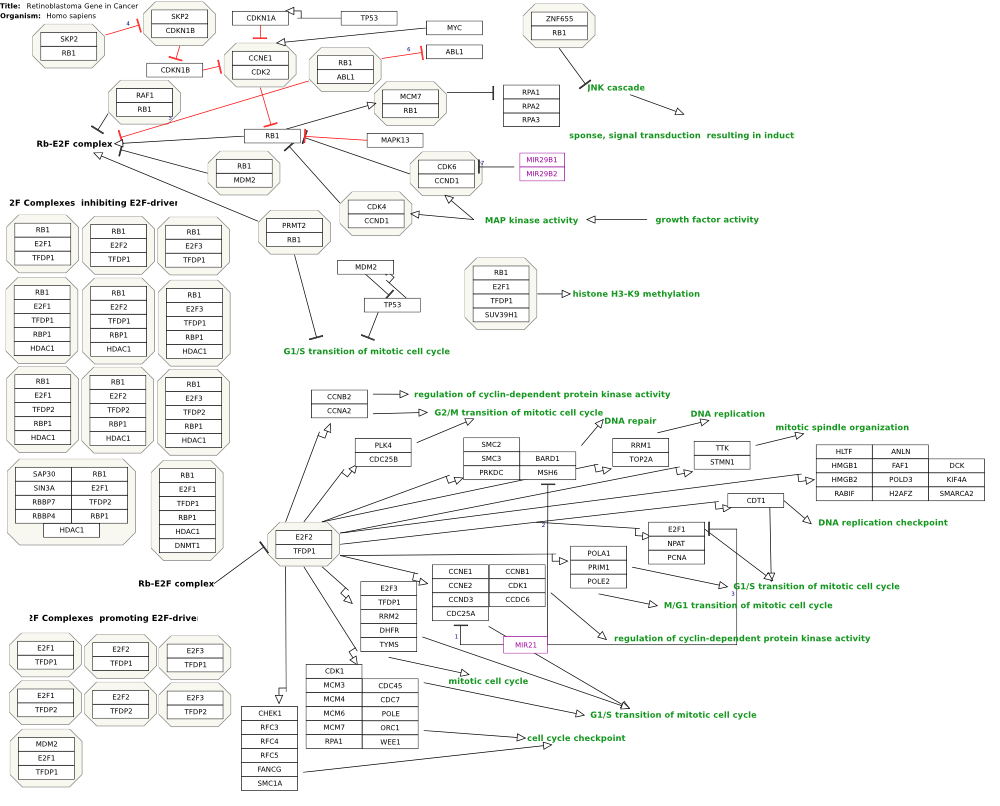 Title: Retinoblastoma Gene in Cancer
Organism: Homo sapiens
SKP2
RB1
4
SKP2
CDKN1B
CDKN1B
CDKN1A
TP53
MYC
CCNE1
CDK2
RB1
ABL1
6
ABL1
ZNF655
RB1
JNK cascade
sponse, signal transduction resulting in induct
RAF1
RB1
MCM7
RB1
RPA1
RPA2
RPA3
Rb-E2F complex
RB1
MAPK13
RB1
MDM2
CDK6
CCND1
7
MIR29B1
MIR29B2
CDK4
CCND1
MAP kinase activity
growth factor activity
PRMT2
RB1
2F Complexes inhibiting E2F-driver
RB1
E2F1
TFDP1
RB1
E2F2
TFDP1
RB1
E2F3
TFDP1
RB1
E2F1
TFDP1
RBP1
HDAC1
RB1
E2F2
TFDP1
RBP1
HDAC1
RB1
E2F3
TFDP1
RBP1
HDAC1
RB1
E2F1
TFDP2
RBP1
HDAC1
RB1
E2F2
TFDP2
RBP1
HDAC1
RB1
E2F3
TFDP2
RBP1
HDAC1
SAP30 RB1
SIN3A E2F1
RBBP7 TFDP2
RBBP4 RBP1
HDAC1
RB1
E2F1
TFDP1
RBP1
HDAC1
DNMT1
MDM2
TP53
G1/S transition of mitotic cell cycle
RB1
E2F1
TFDP1
SUV39H1
histone H3-K9 methylation
CCNB2
CCNA2
regulation of cyclin-dependent protein kinase activity
G2/M transition of mitotic cell cycle
PLK4
CDC25B
SMC2
SMC3
PRKDC
BARD1
MSH6
DNA repair
RRM1
TOP2A
DNA replication
TTK
STMN1
mitotic spindle organization
HLTF ANLN
HMGB1 FAF1 DCK
HMGB2 POLD3 KIF4A
RABIF H2AFZ SMARCA2
CDT1
DNA replication checkpoint
E2F2
TFDP1
Rb-E2F complex
2
E2F1
NPAT
PCNA
POLA1
PRIM1
POLE2
G1/S transition of mitotic cell cycle
3
M/G1 transition of mitotic cell cycle
CCNE1 CCNB1
CCNE2 CDK1
CCND3 CCDC6
CDC25A
E2F3
TFDP1
RRM2
DHFR
TYMS
1
MIR21
regulation of cyclin-dependent protein kinase activity
mitotic cell cycle
CDK1
MCM3 CDC45
MCM4 CDC7
MCM6 POLE
MCM7 ORC1
RPA1 WEE1
G1/S transition of mitotic cell cycle
cell cycle checkpoint
CHEK1
RFC3
RFC4
RFC5
FANCG
SMC1A
2F Complexes promoting E2F-drive
E2F1
TFDP1
E2F2
TFDP1
E2F3
TFDP1
E2F1
TFDP2
E2F2
TFDP2
E2F3
TFDP2
MDM2
E2F1
TFDP1